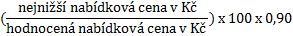 (nejnižší nabídková cena v Kč
hodnocená nabídková cena v Kč) x 100 x 0,90